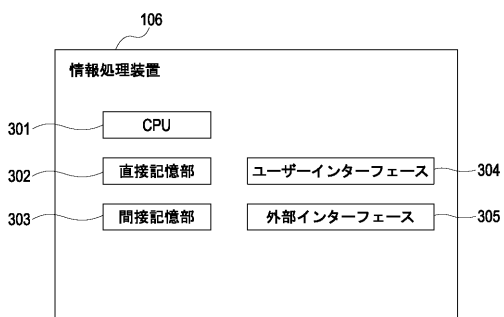 106
情報処理装置
301 CPU
302 直接記憶部 ユーザーインターフェース 304
303 間接記憶部 外部インターフェース 305